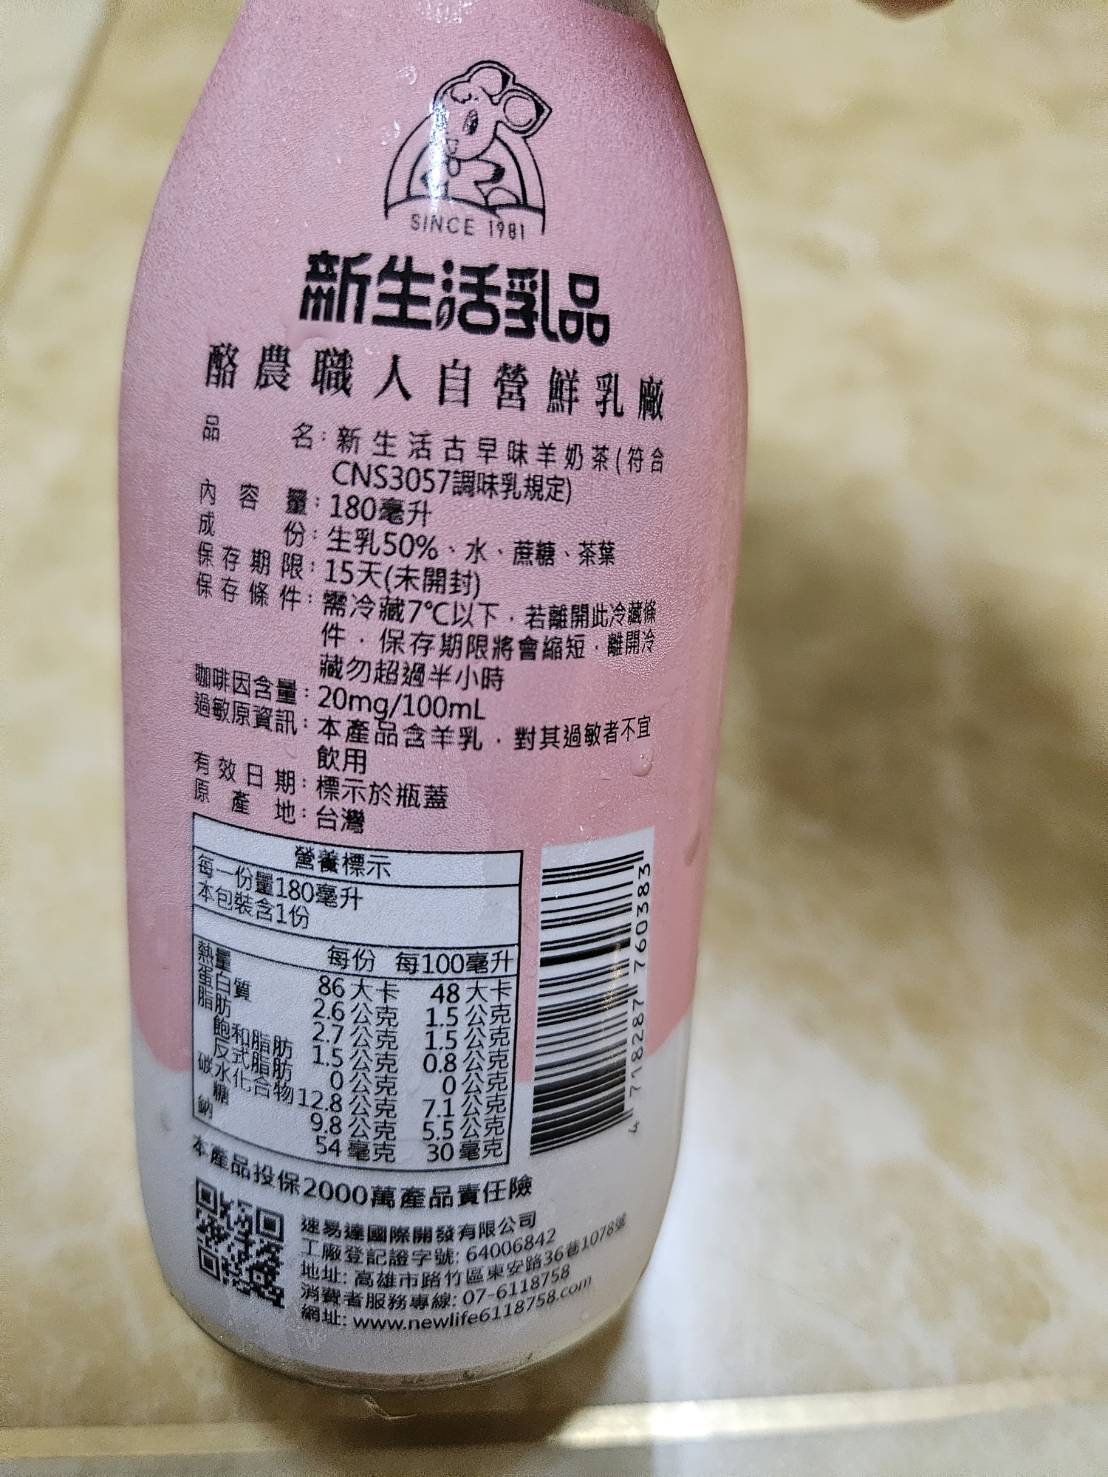 SINCE 1981
新生活乳品
酪農職人自營鮮乳廠
品名:新生活古早味羊奶茶(符合
CNS3057調味乳規定)
內容量:180毫升
成份:生乳50%、水、蔗糖、茶葉
保存期限:15天(未開封)
保存條件:需冷藏7℃以下,若離開此冷藏條
件,保存期限將會縮短,離開冷
藏勿超過半小時
咖啡因含量:20mg/100mL
過敏原資訊:本產品含羊乳,對其過敏者不宜
飲用
有效日期:標示於瓶蓋
原產地:台灣
營養標示
每一份量180毫升
本包裝含1份
每份 每100毫升
熱量 86大卡 48大卡
蛋白質 2.6公克 1.5公克
脂肪 2.7公克 1.5公克
飽和脂肪 1.5公克 0.8公克
反式脂肪 0公克 0公克
碳水化合物 12.8公克 7.1公克
糖 9.8公克 5.5公克
鈉 54毫克 30毫克
4 718287 760383
本產品投保2000萬產品責任險
速易達國際開發有限公司
工廠登記證字號: 64006842
地址: 高雄市路竹區東安路36巷1078號
消費者服務專線: 07-6118758
網址: www.newlife6118758.com